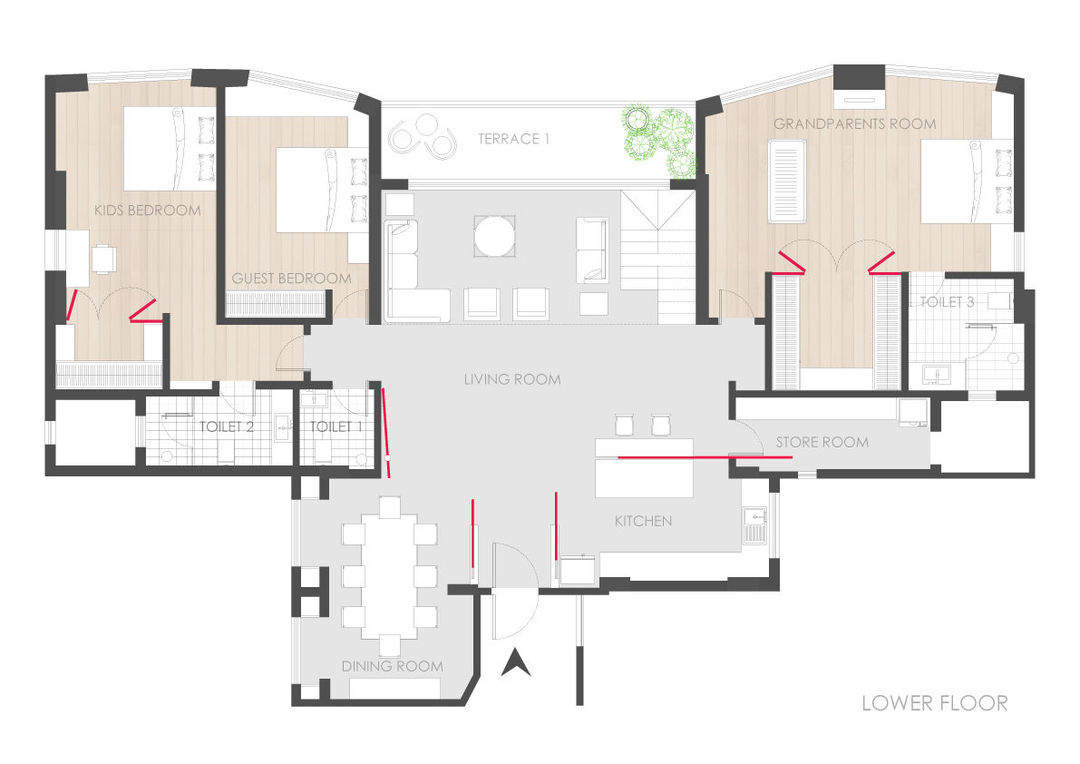 TERRACE 1
GRANDPARENTS ROOM
KIDS BEDROOM
GUEST BEDROOM
TOILET 3
LIVING ROOM
TOILET 2
TOILET 1
STORE ROOM
KITCHEN
DINING ROOM
LOWER FLOOR